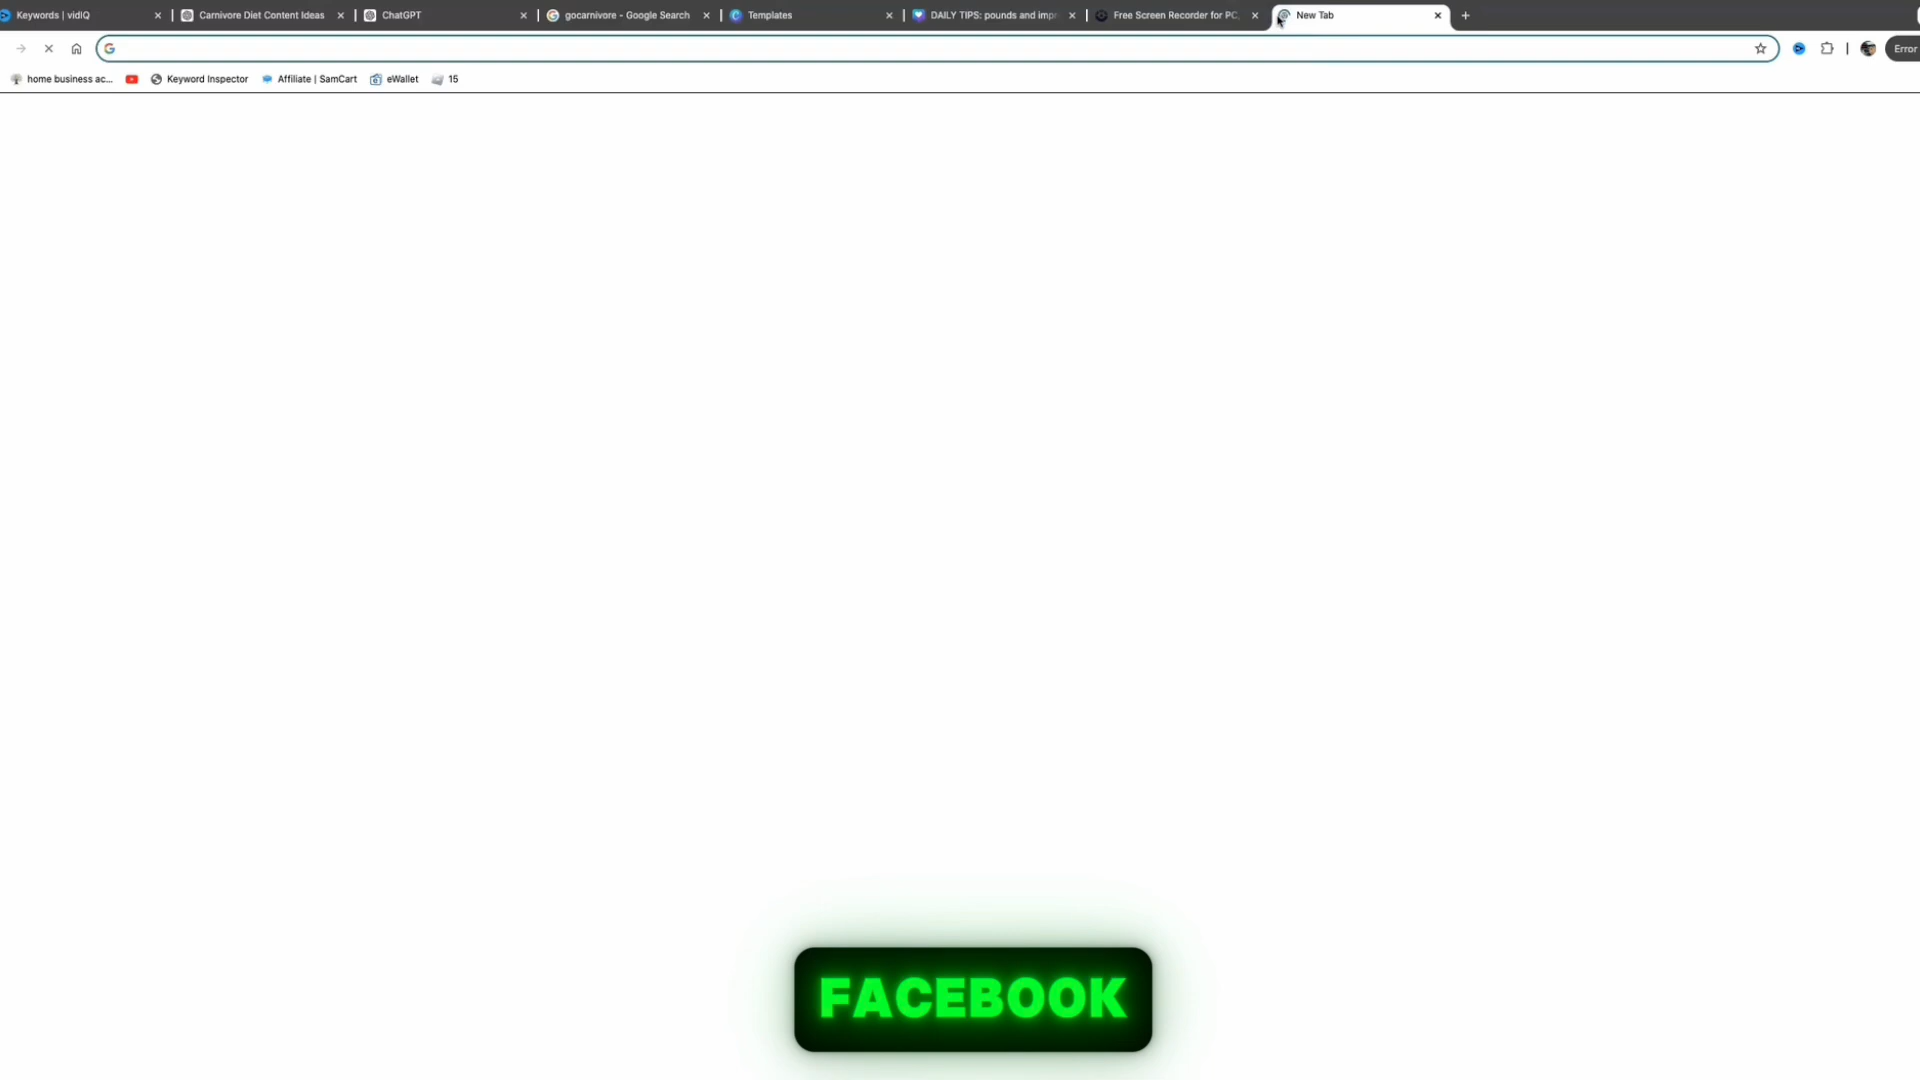 Keywords | vidIQ
Carnivore Diet Content Ideas
ChatGPT
gocarnivore - Google Search
Templates
DAILY TIPS: pounds and impr
Free Screen Recorder for PC,
New Tab
Error
home business ac...
Keyword Inspector
Affiliate | SamCart
eWallet
15
FACEBOOK